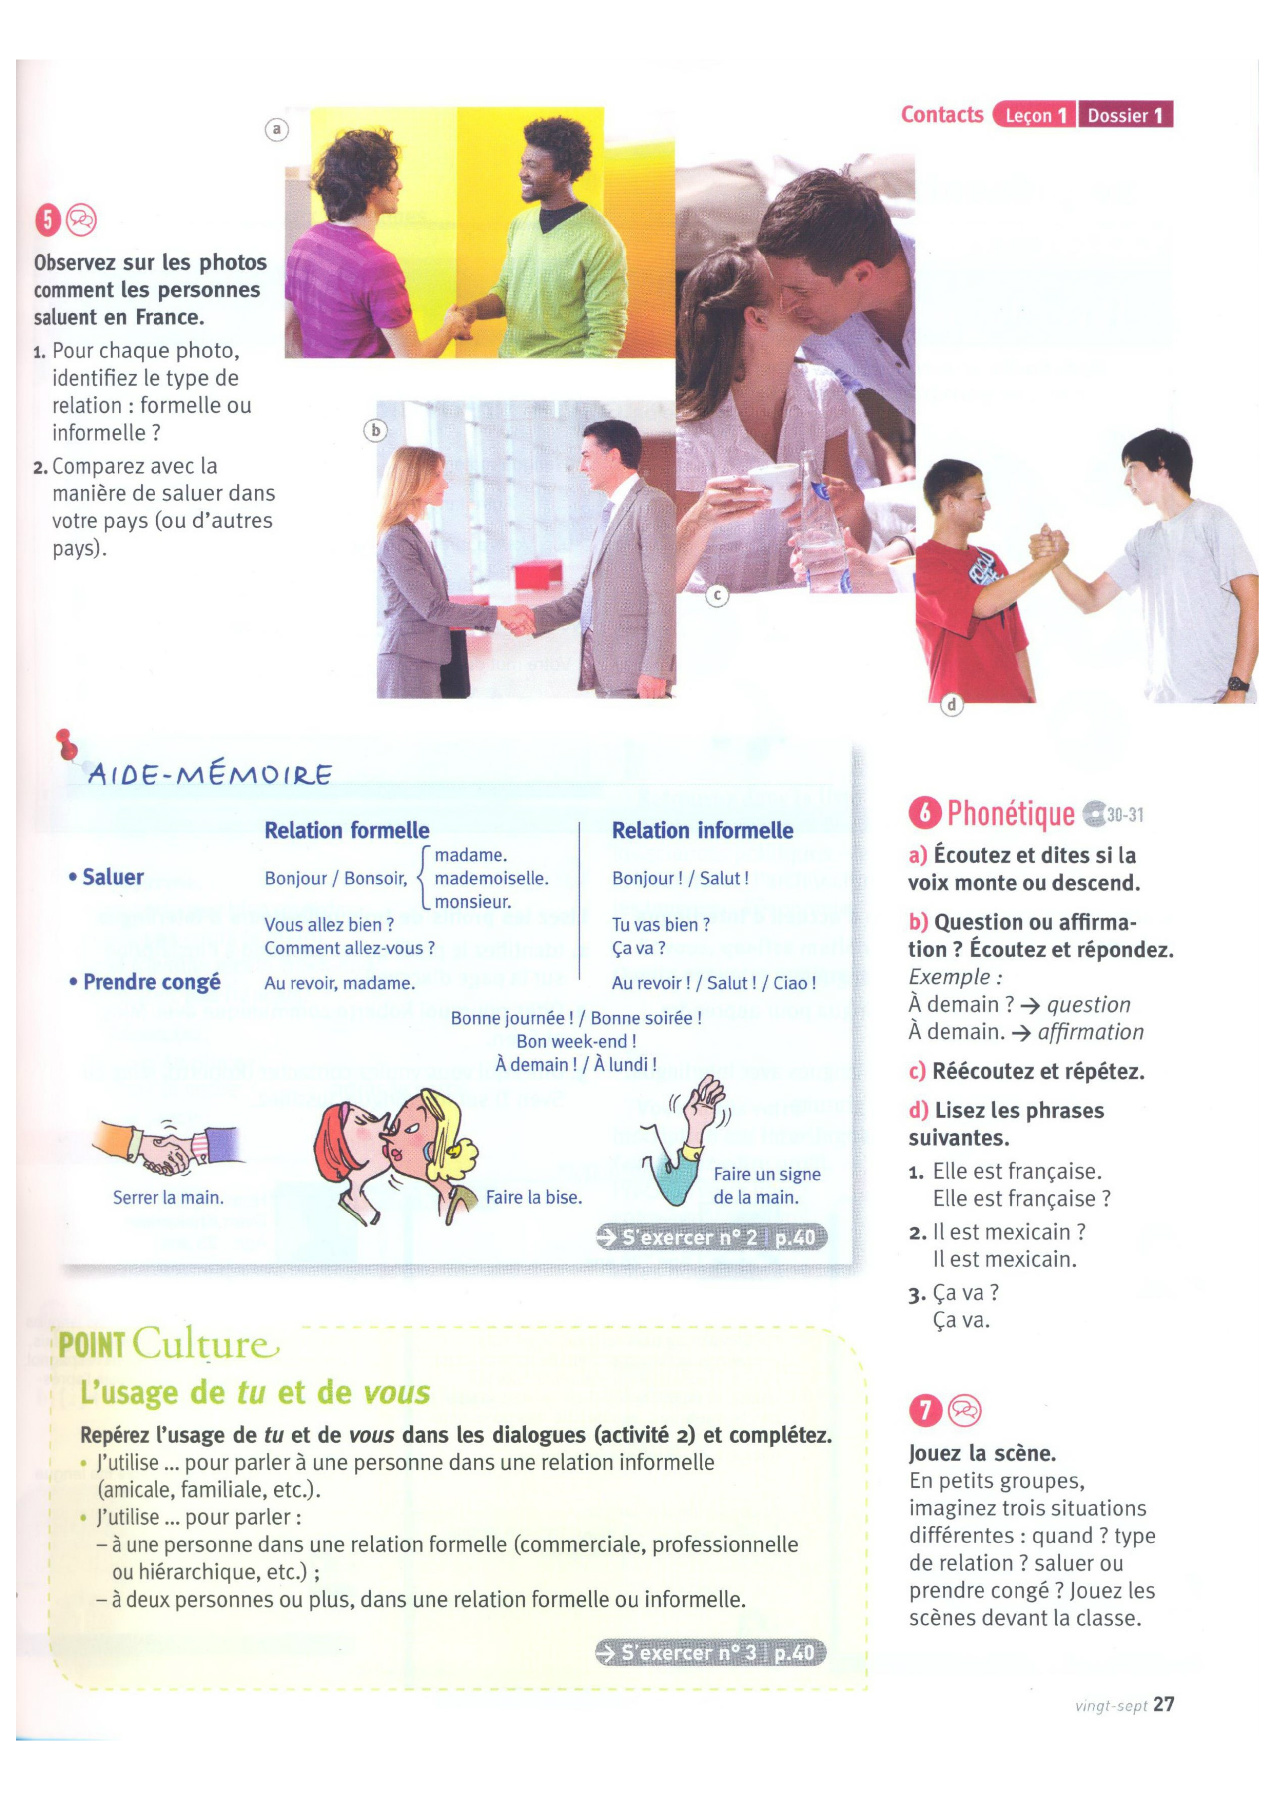 Contacts Leçon 1 Dossier 1
a
5
Observez sur les photos
comment les personnes
saluent en France.
1. Pour chaque photo,
identifiez le type de
relation : formelle ou
informelle ?
2. Comparez avec la
manière de saluer dans
votre pays (ou d'autres
pays).
b
c
d
AIDE-MÉMOIRE
Relation formelle
Relation informelle
• Saluer
Bonjour / Bonsoir,
madame.
mademoiselle.
monsieur.
Bonjour ! / Salut !
Vous allez bien ?
Tu vas bien ?
Comment allez-vous ?
Ça va ?
• Prendre congé
Au revoir, madame.
Au revoir ! / Salut ! / Ciao !
Bonne journée ! / Bonne soirée !
Bon week-end !
À demain ! / À lundi !
Serrer la main.
Faire la bise.
Faire un signe
de la main.
→ S'exercer n° 2 | p.40
POINT Culture
L'usage de tu et de vous
Repérez l'usage de tu et de vous dans les dialogues (activité 2) et complétez.
• J'utilise ... pour parler à une personne dans une relation informelle
(amicale, familiale, etc.).
• J'utilise ... pour parler :
– à une personne dans une relation formelle (commerciale, professionnelle
ou hiérarchique, etc.) ;
– à deux personnes ou plus, dans une relation formelle ou informelle.
→ S'exercer n° 3 | p.40
6 Phonétique 30-31
a) Écoutez et dites si la
voix monte ou descend.
b) Question ou affirma-
tion ? Écoutez et répondez.
Exemple :
À demain ? → question
À demain. → affirmation
c) Réécoutez et répétez.
d) Lisez les phrases
suivantes.
1. Elle est française.
Elle est française ?
2. Il est mexicain ?
Il est mexicain.
3. Ça va ?
Ça va.
7
Jouez la scène.
En petits groupes,
imaginez trois situations
différentes : quand ? type
de relation ? saluer ou
prendre congé ? Jouez les
scènes devant la classe.
vingt-sept 27